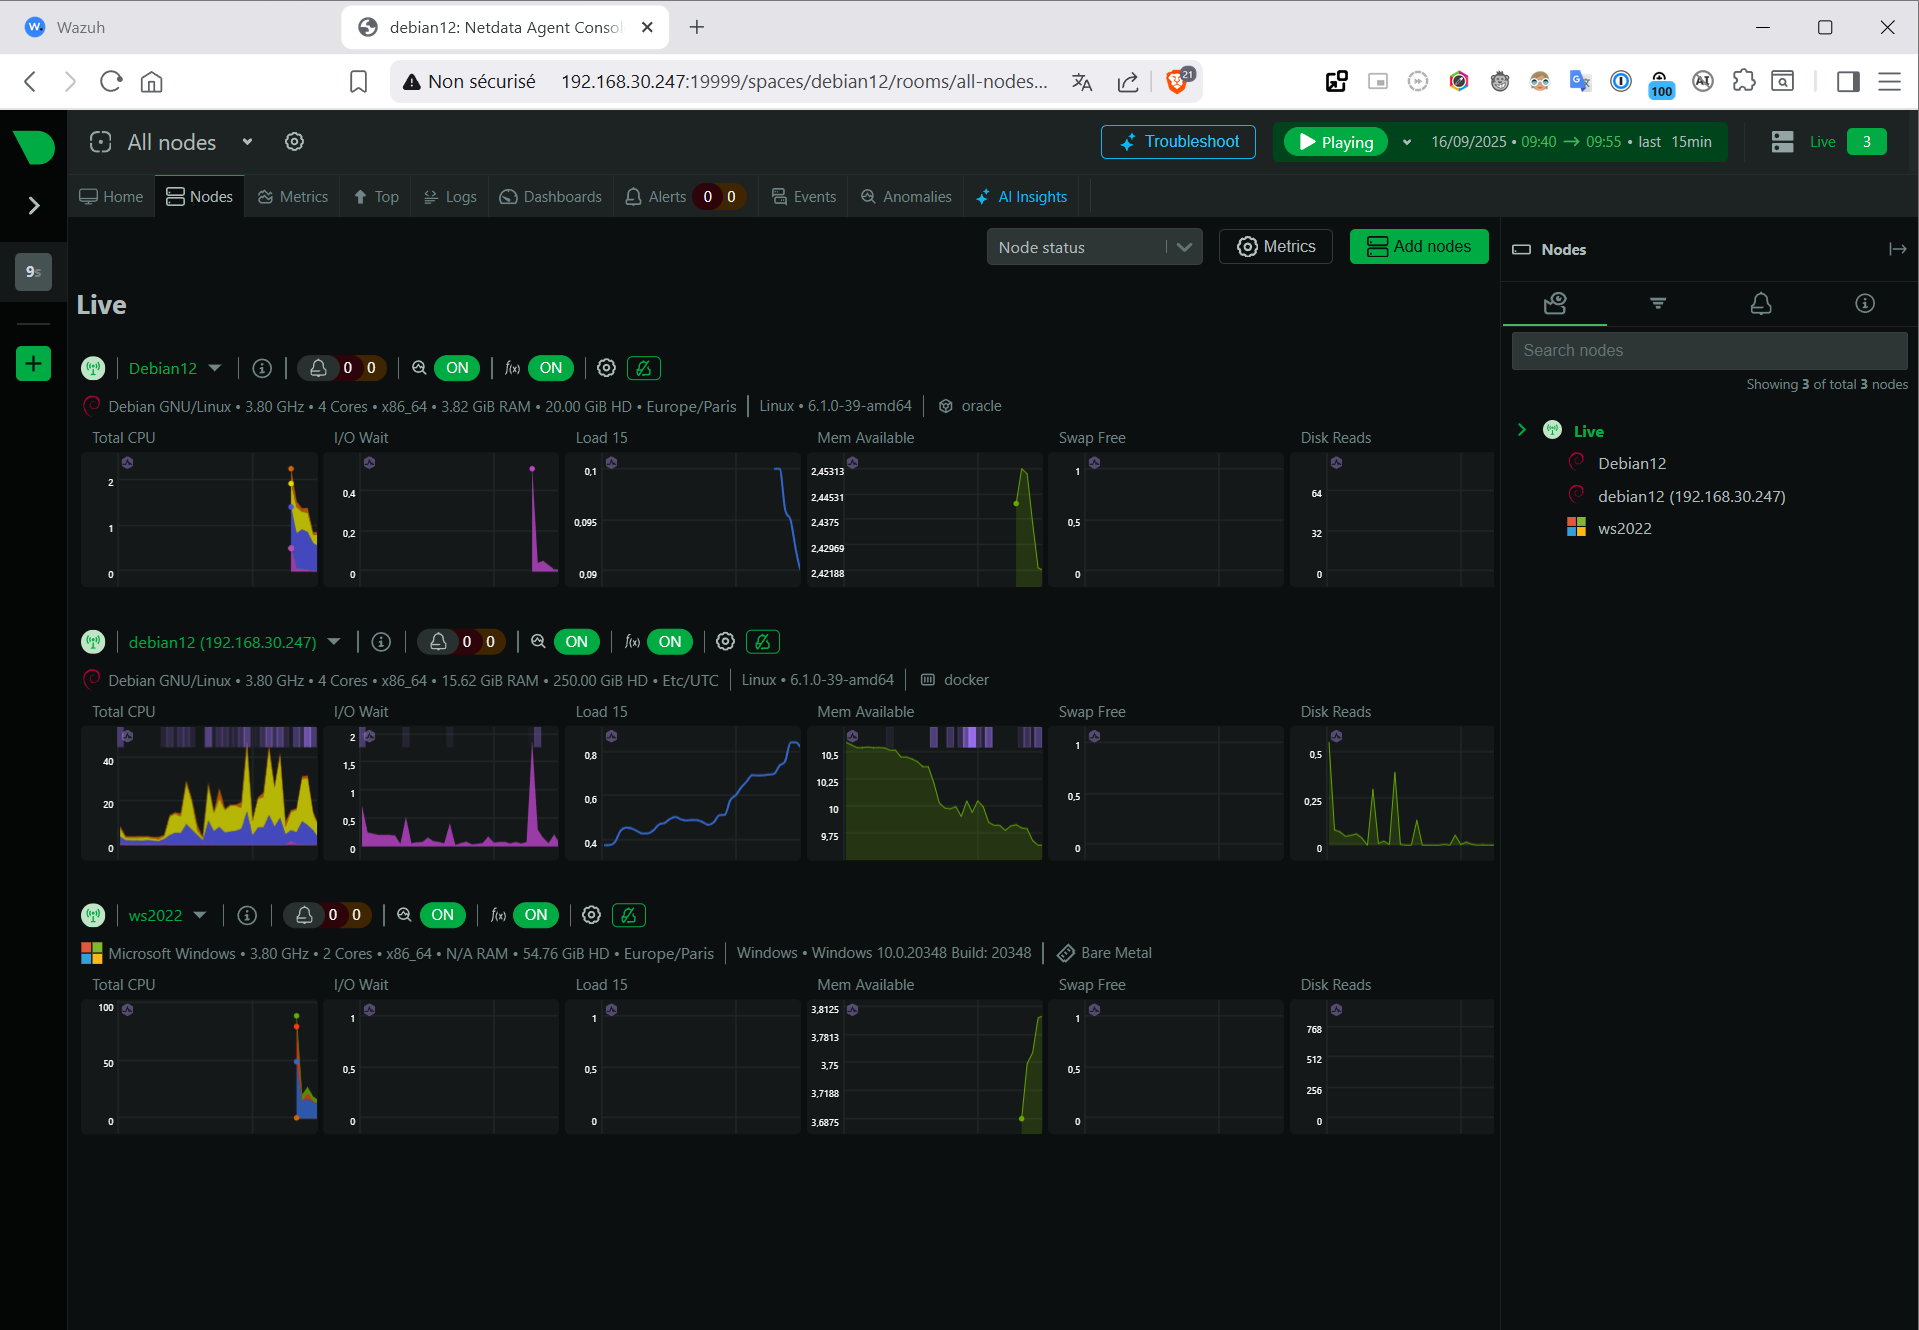 Wazuh
debian12: Netdata Agent Consol
Non sécurisé 192.168.30.247:19999/spaces/debian12/rooms/all-nodes...
21
100
All nodes
Troubleshoot
Playing
16/09/2025 • 09:40 → 09:55 • last 15min
Live 3
Home
Nodes
Metrics
Top
Logs
Dashboards
Alerts 0 0
Events
Anomalies
AI Insights
9s
Node status
Metrics
Add nodes
Live
Debian12
0 0
ON
f(x) ON
Debian GNU/Linux • 3.80 GHz • 4 Cores • x86_64 • 3.82 GiB RAM • 20.00 GiB HD • Europe/Paris
Linux • 6.1.0-39-amd64
oracle
Total CPU
2
1
0
I/O Wait
0,4
0,2
0
Load 15
0,1
0,095
0,09
Mem Available
2,45313
2,44531
2,4375
2,42969
2,42188
Swap Free
1
0,5
0
Disk Reads
64
32
0
debian12 (192.168.30.247)
0 0
ON
f(x) ON
Debian GNU/Linux • 3.80 GHz • 4 Cores • x86_64 • 15.62 GiB RAM • 250.00 GiB HD • Etc/UTC
Linux • 6.1.0-39-amd64
docker
Total CPU
40
20
0
I/O Wait
2
1,5
1
0,5
0
Load 15
0,8
0,6
0,4
Mem Available
10,5
10,25
10
9,75
Swap Free
1
0,5
0
Disk Reads
0,5
0,25
0
ws2022
0 0
ON
f(x) ON
Microsoft Windows • 3.80 GHz • 2 Cores • x86_64 • N/A RAM • 54.76 GiB HD • Europe/Paris
Windows • Windows 10.0.20348 Build: 20348
Bare Metal
Total CPU
100
50
0
I/O Wait
1
0,5
0
Load 15
1
0,5
0
Mem Available
3,8125
3,7813
3,75
3,7188
3,6875
Swap Free
1
0,5
0
Disk Reads
768
512
256
0
Nodes
Search nodes
Showing 3 of total 3 nodes
Live
Debian12
debian12 (192.168.30.247)
ws2022